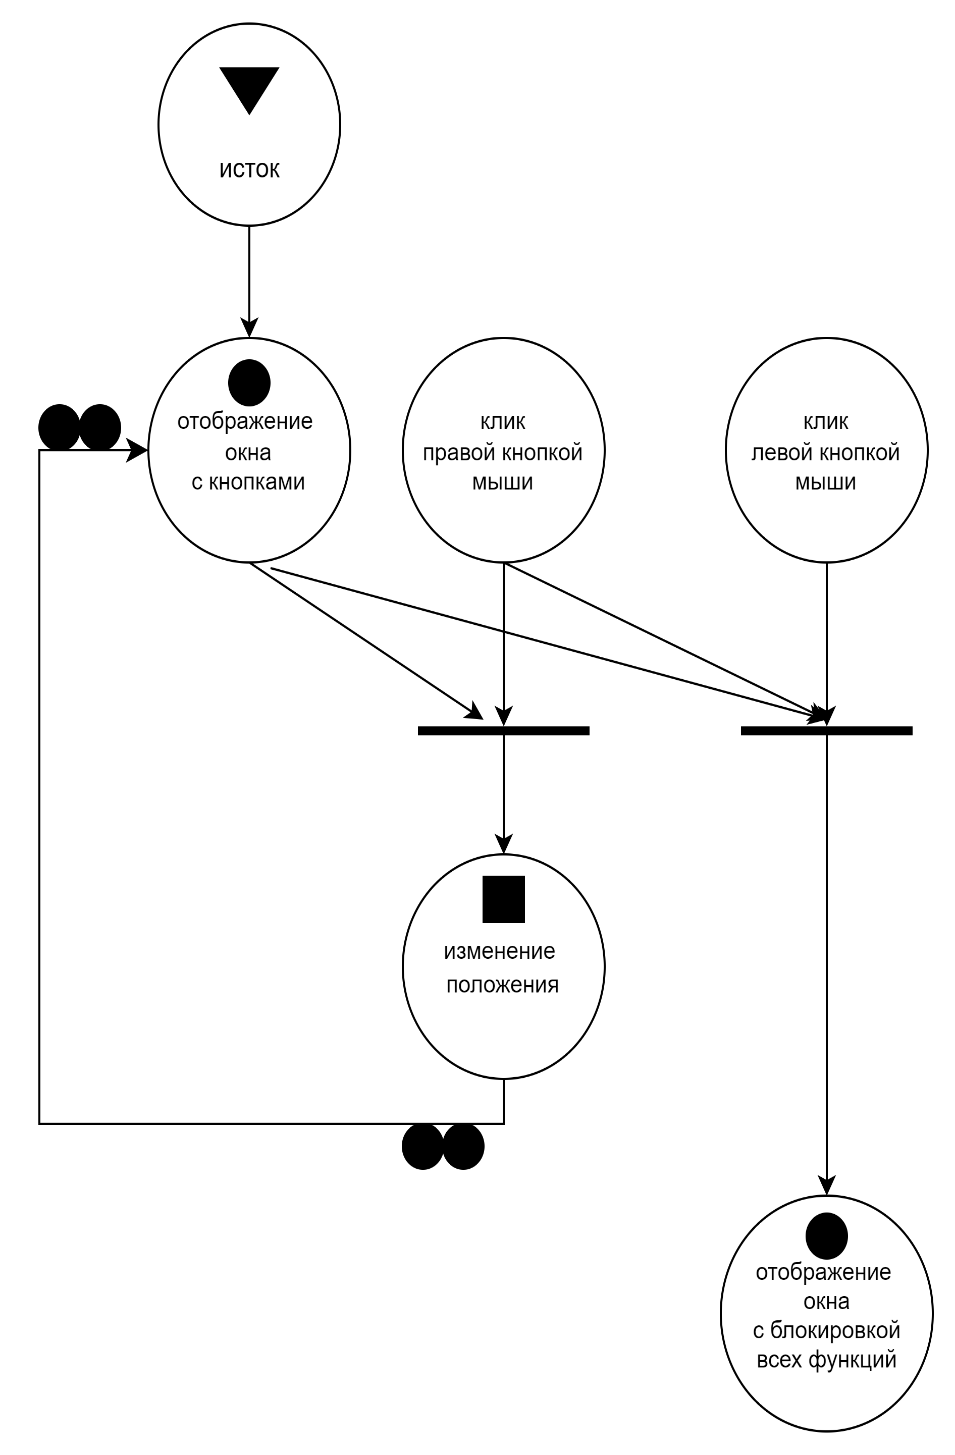 исток
отображение
окна
с кнопками
клик
правой кнопкой
мыши
клик
левой кнопкой
мыши
изменение
положения
отображение
окна
с блокировкой
всех функций